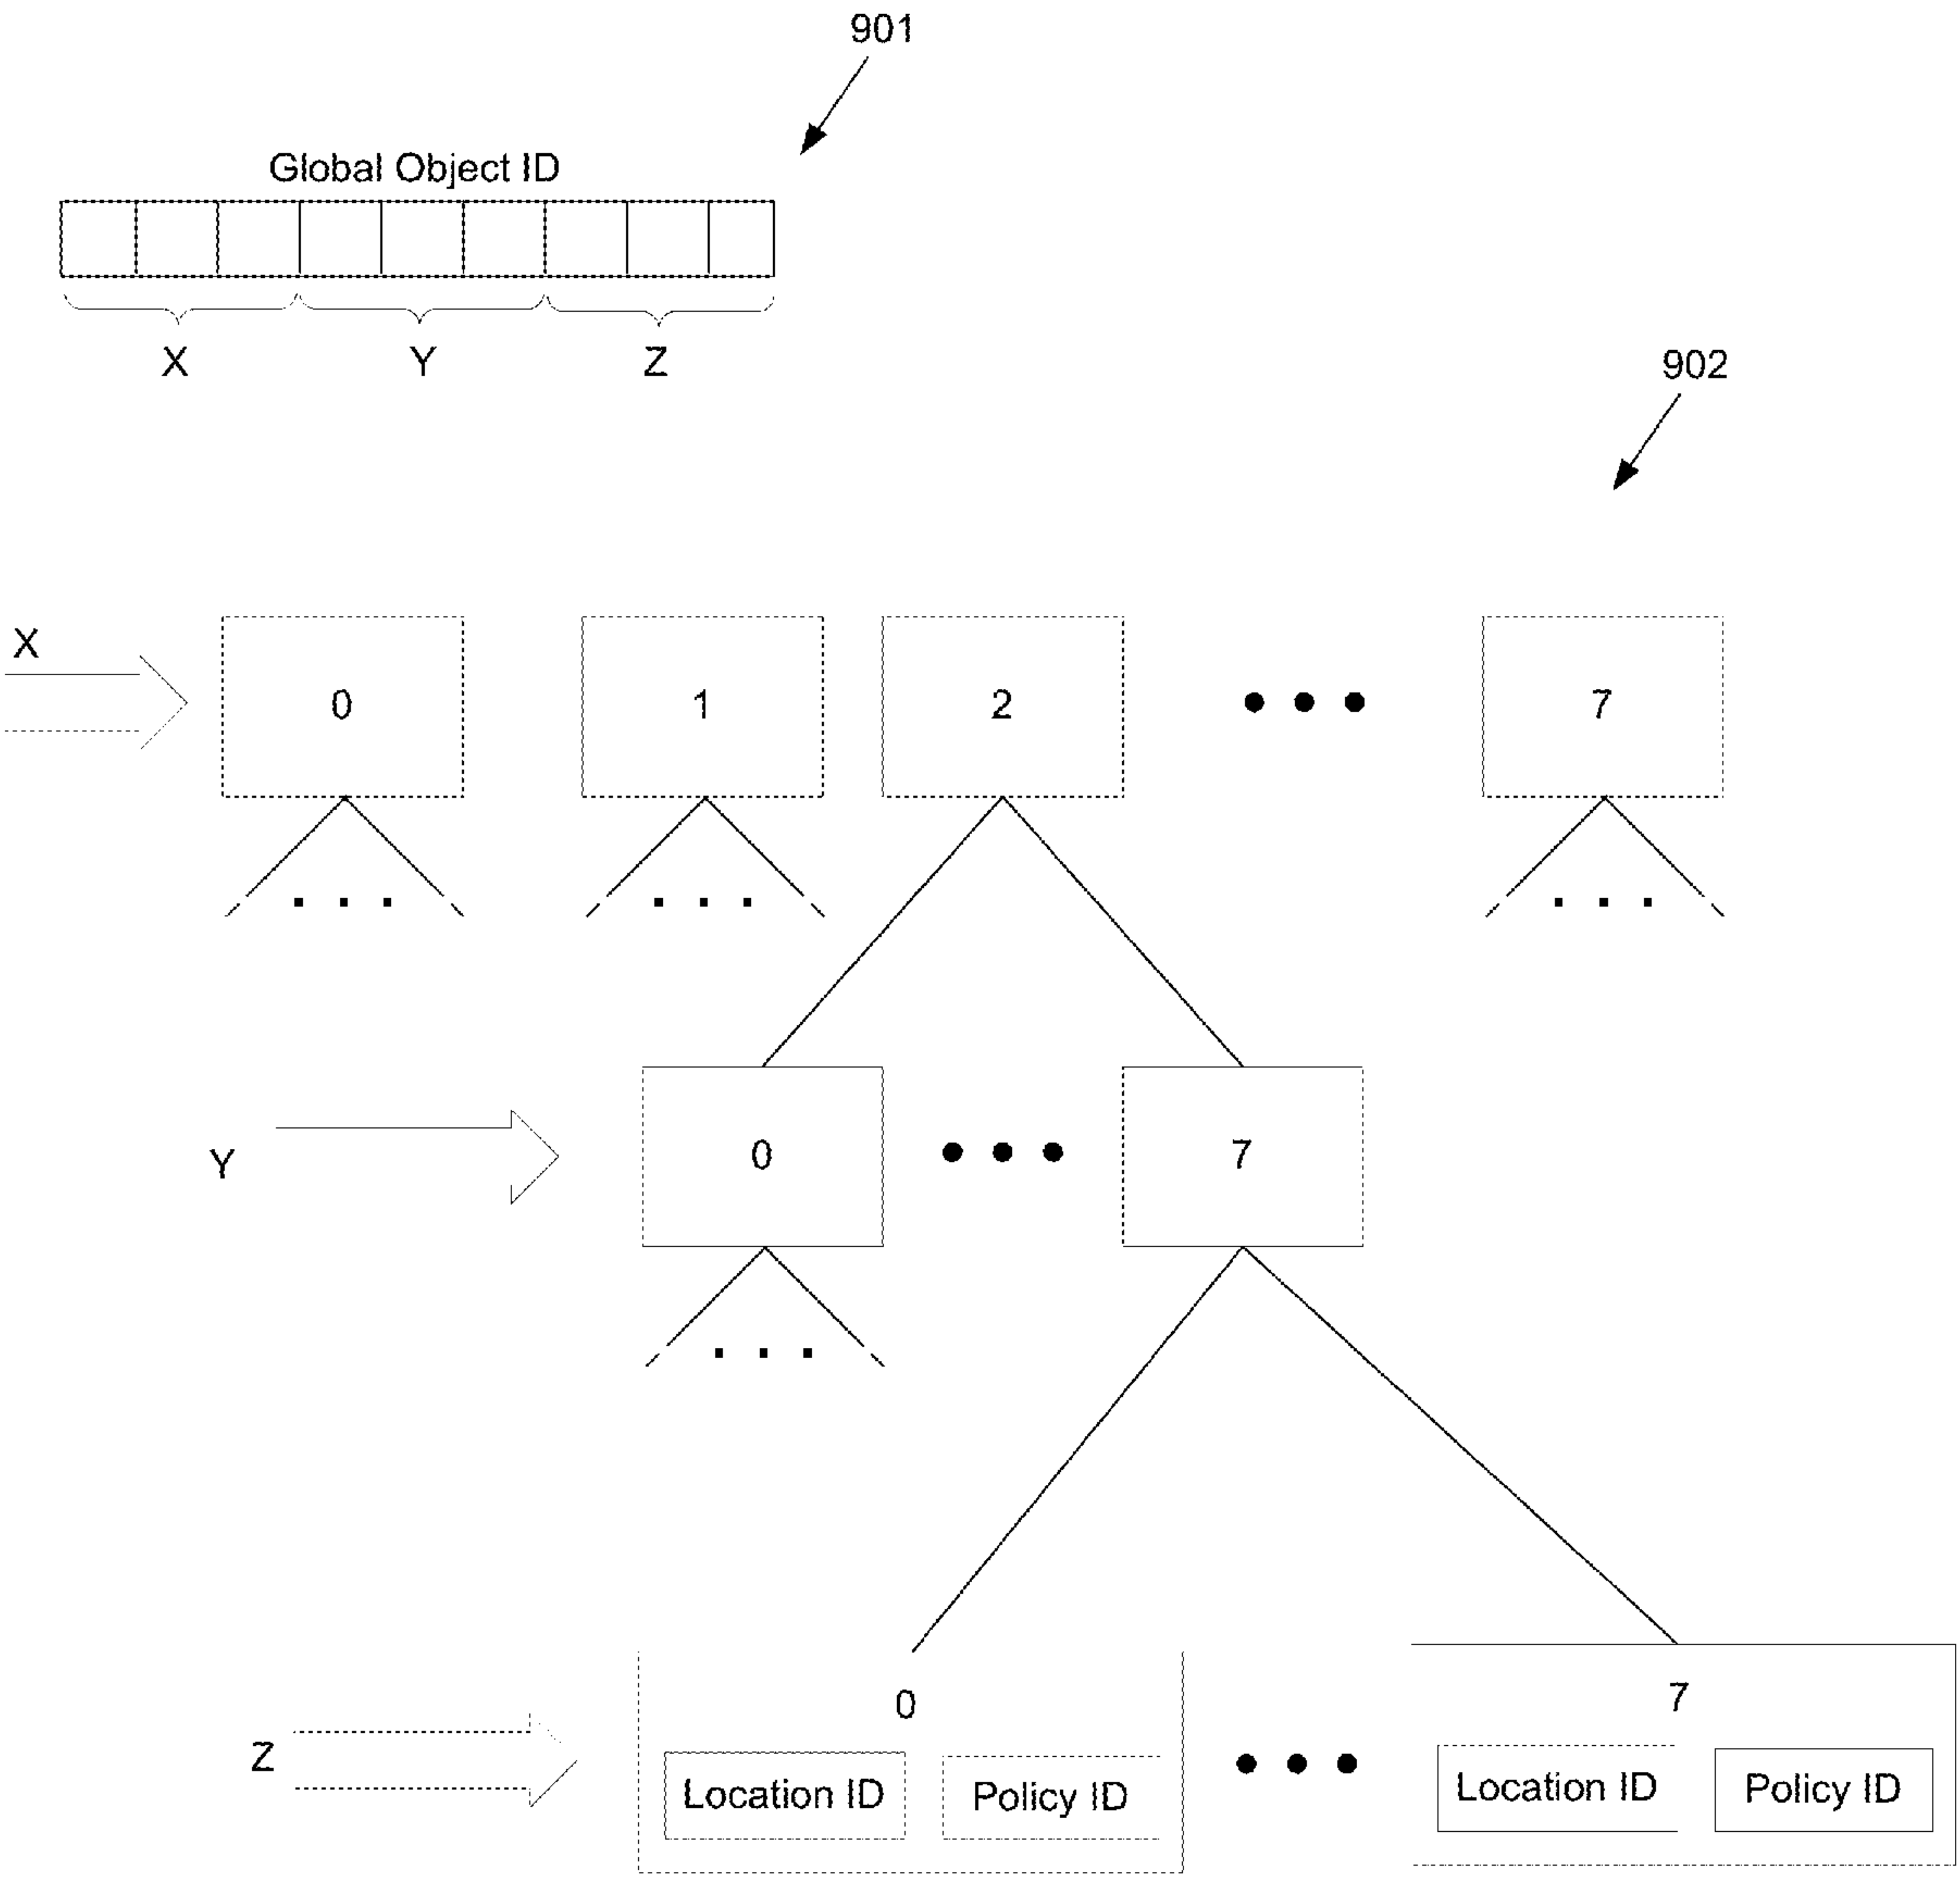 901
Global Object ID
X Y Z
902
X
0 1 2 7
Y
0 7
0 7
Z
Location ID Policy ID Location ID Policy ID